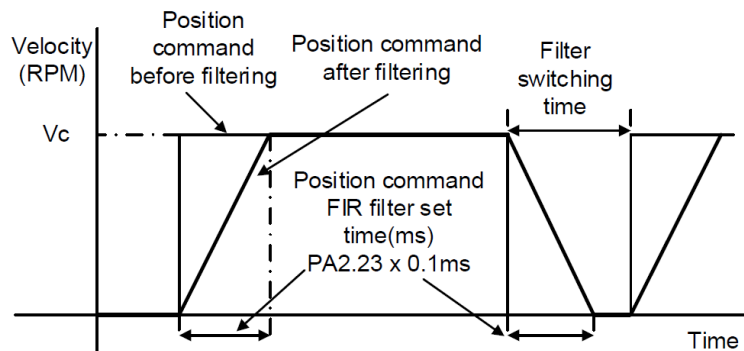 Velocity
(RPM)
Position
command
before filtering
Position command
after filtering
Filter
switching
time
Vc
Position command
FIR filter set
time(ms)
PA2.23 x 0.1ms
Time